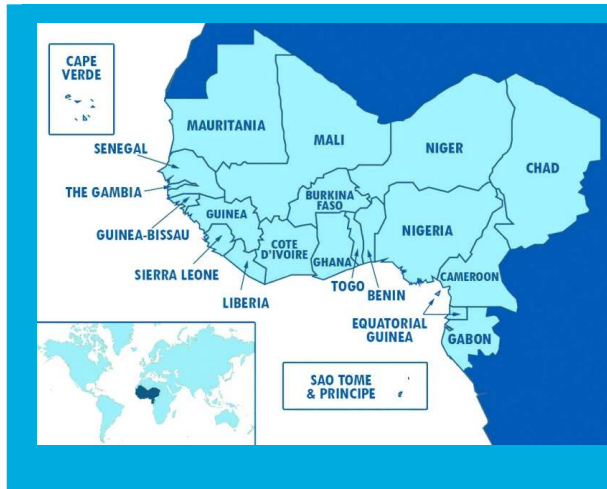 CAPE
VERDE
MAURITANIA
MALI
NIGER
CHAD
SENEGAL
THE GAMBIA
GUINEA-BISSAU
GUINEA
SIERRA LEONE
LIBERIA
COTE
D'IVOIRE
BURKINA
FASO
GHANA
TOGO
BENIN
NIGERIA
CAMEROON
EQUATORIAL
GUINEA
GABON
SAO TOME
& PRINCIPE